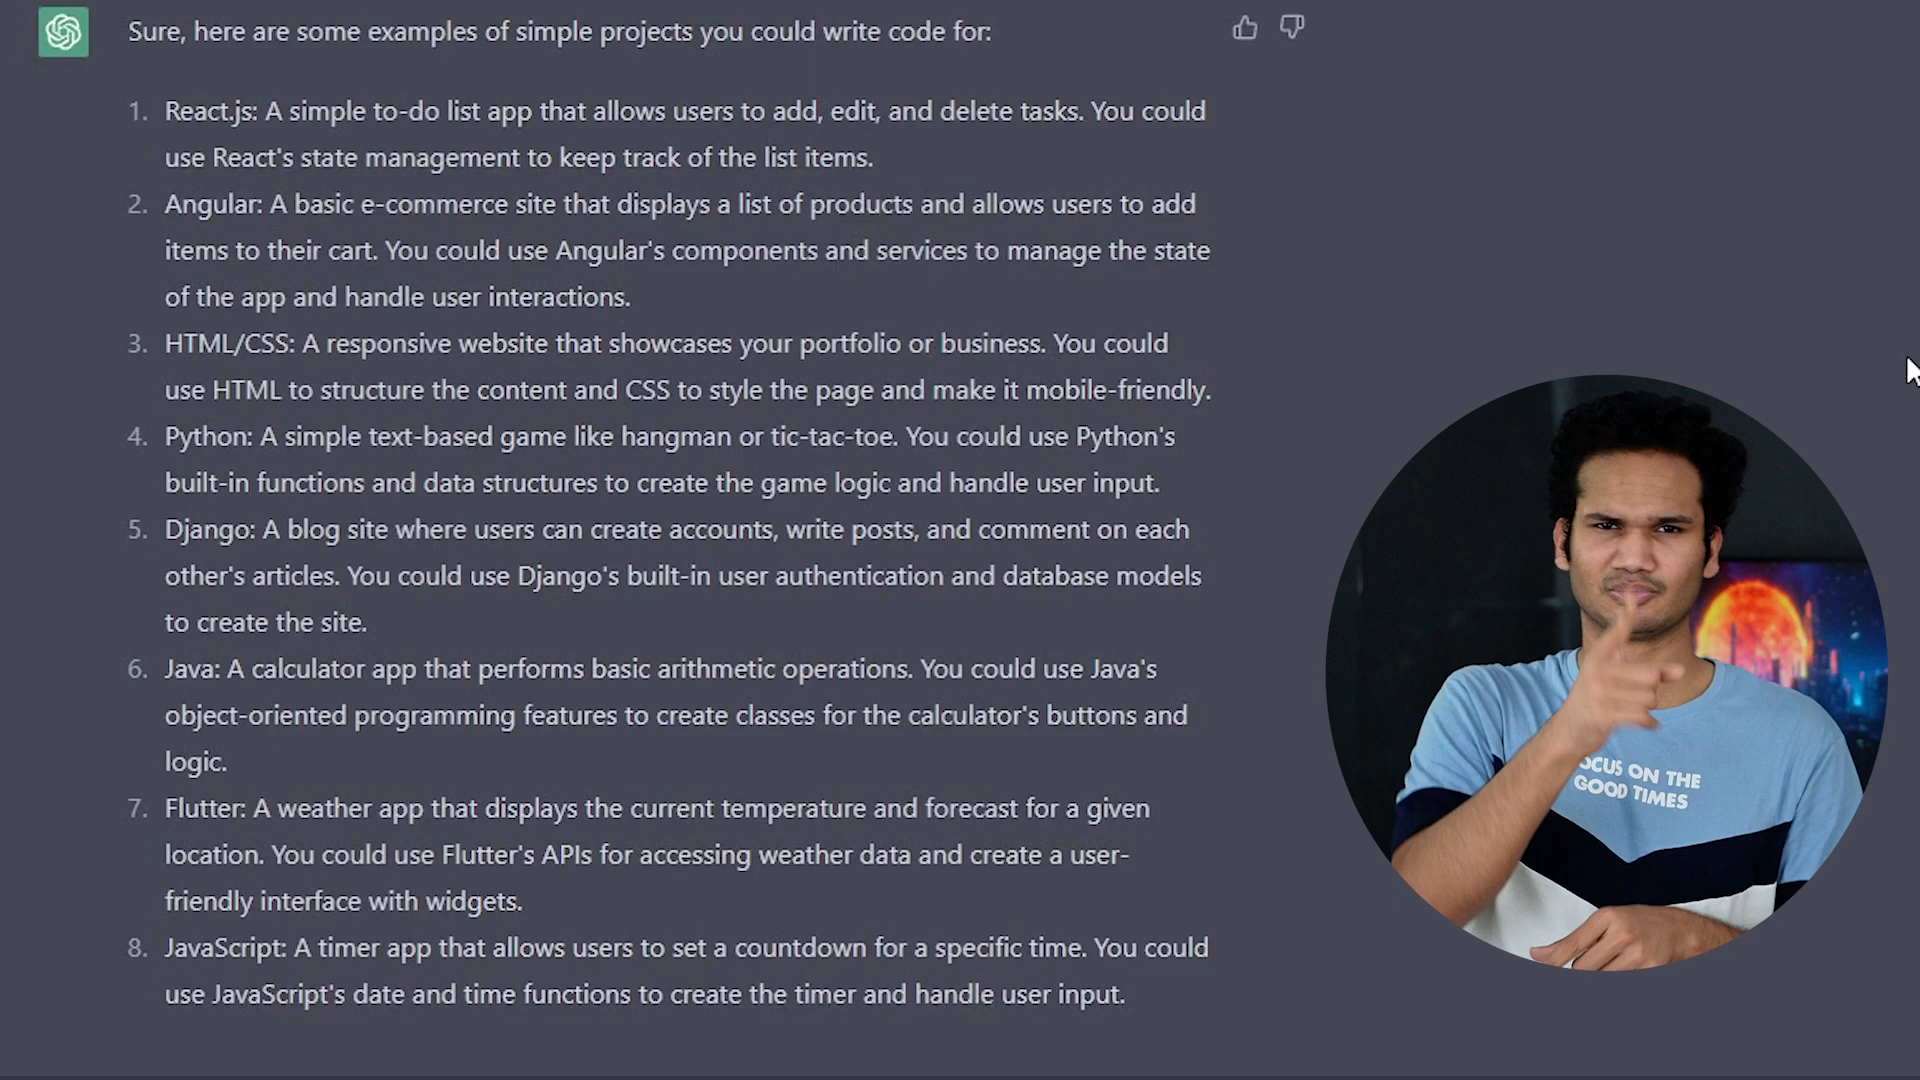 Sure, here are some examples of simple projects you could write code for:
1. React.js: A simple to-do list app that allows users to add, edit, and delete tasks. You could
use React's state management to keep track of the list items.
2. Angular: A basic e-commerce site that displays a list of products and allows users to add
items to their cart. You could use Angular's components and services to manage the state
of the app and handle user interactions.
3. HTML/CSS: A responsive website that showcases your portfolio or business. You could
use HTML to structure the content and CSS to style the page and make it mobile-friendly.
4. Python: A simple text-based game like hangman or tic-tac-toe. You could use Python's
built-in functions and data structures to create the game logic and handle user input.
5. Django: A blog site where users can create accounts, write posts, and comment on each
other's articles. You could use Django's built-in user authentication and database models
to create the site.
6. Java: A calculator app that performs basic arithmetic operations. You could use Java's
object-oriented programming features to create classes for the calculator's buttons and
logic.
7. Flutter: A weather app that displays the current temperature and forecast for a given
location. You could use Flutter's APIs for accessing weather data and create a user-
friendly interface with widgets.
8. JavaScript: A timer app that allows users to set a countdown for a specific time. You could
use JavaScript's date and time functions to create the timer and handle user input.
OCUS ON THE
GOOD TIMES